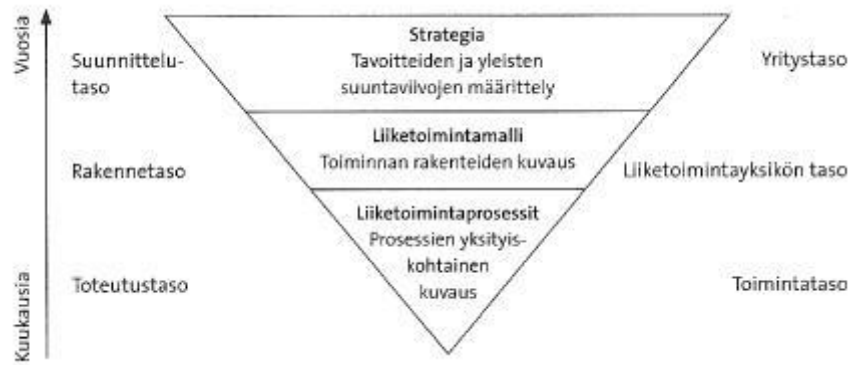 Vuosia
Suunnittelu-
taso
Strategia
Tavoitteiden ja yleisten
suuntaviivojen määrittely
Yritystaso
Rakennetaso
Liiketoimintamalli
Toiminnan rakenteiden kuvaus
Liiketoimintayksikön taso
Kuukausia
Toteutustaso
Liiketoimintaprosessit
Prosessien yksityis-
kohtainen
kuvaus
Toimintataso